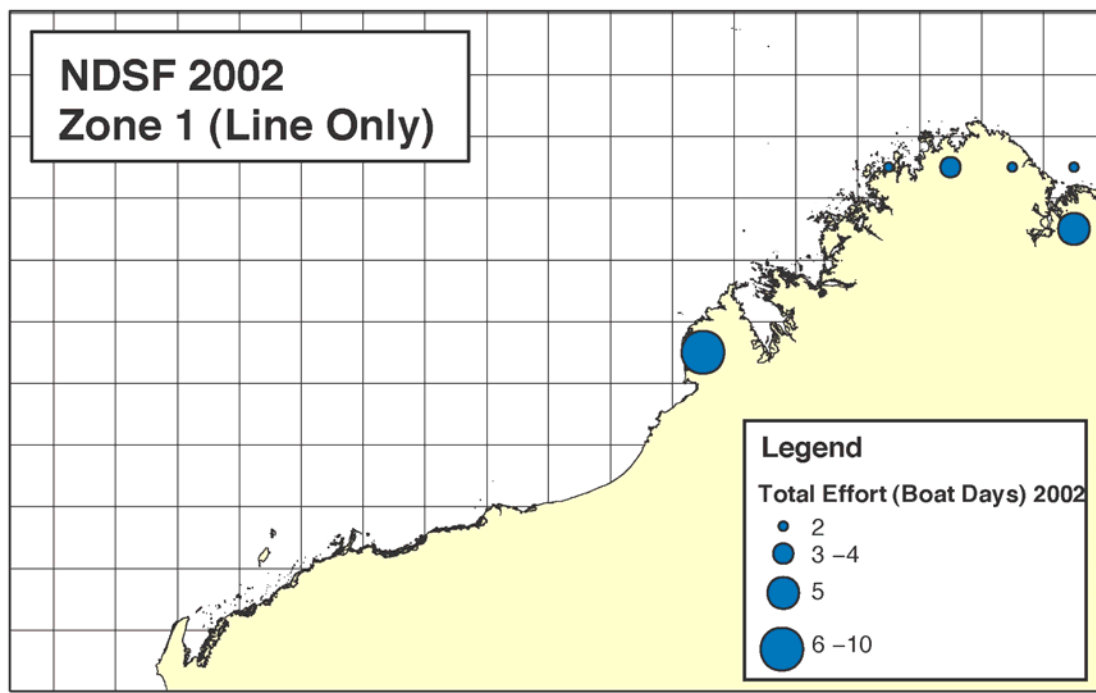 NDSF 2002
Zone 1 (Line Only)
Legend
Total Effort (Boat Days) 2002
2
3 –4
5
6 –10